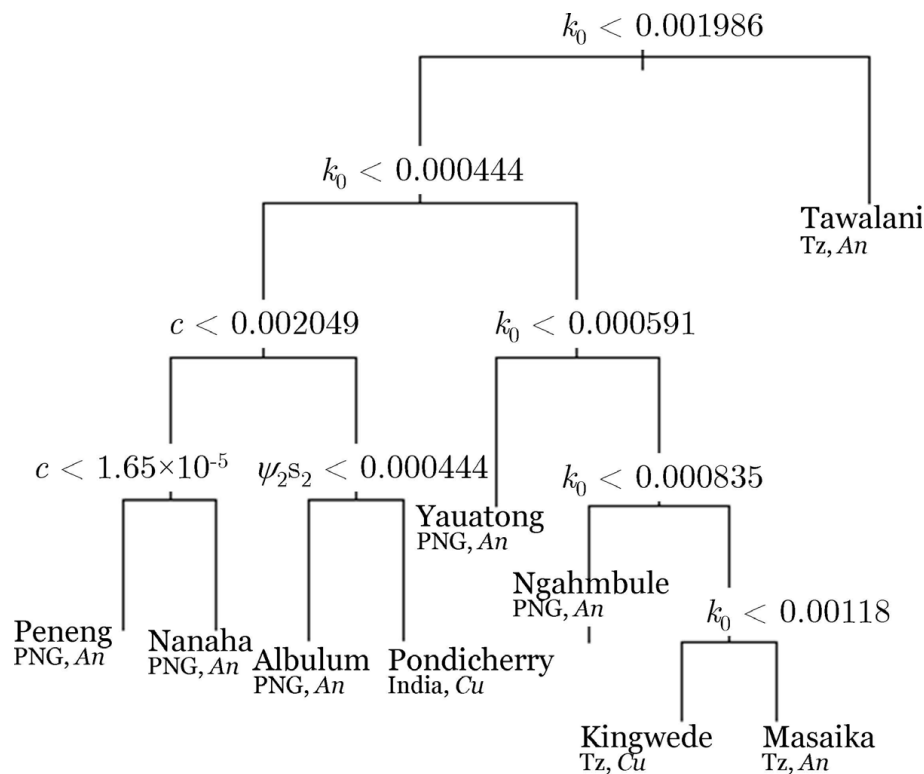 k₀ < 0.001986
k₀ < 0.000444
Tawalani
Tz, An
c < 0.002049
k₀ < 0.000591
c < 1.65×10⁻⁵
ψ₂s₂ < 0.000444
k₀ < 0.000835
Yauatong
PNG, An
Ngahmbule
PNG, An
k₀ < 0.00118
Peneng
PNG, An
Nanaha
PNG, An
Albulum
PNG, An
Pondicherry
India, Cu
Kingwede
Tz, Cu
Masaika
Tz, An